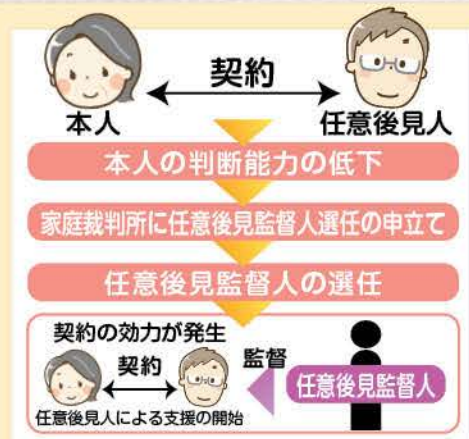 契約
本人
任意後見人
本人の判断能力の低下
家庭裁判所に任意後見監督人選任の申立て
任意後見監督人の選任
契約の効力が発生
契約
監督
任意後見監督人
任意後見人による支援の開始